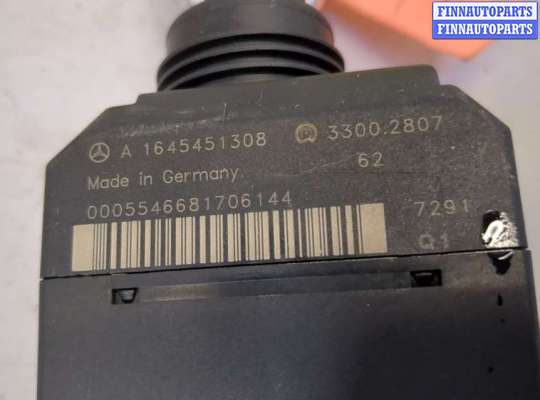 FINNAUTOPARTS
FINNAUTOPARTS
A 1645451308 3300.2807
Made in Germany 62
0005546681706144
7291
Q1